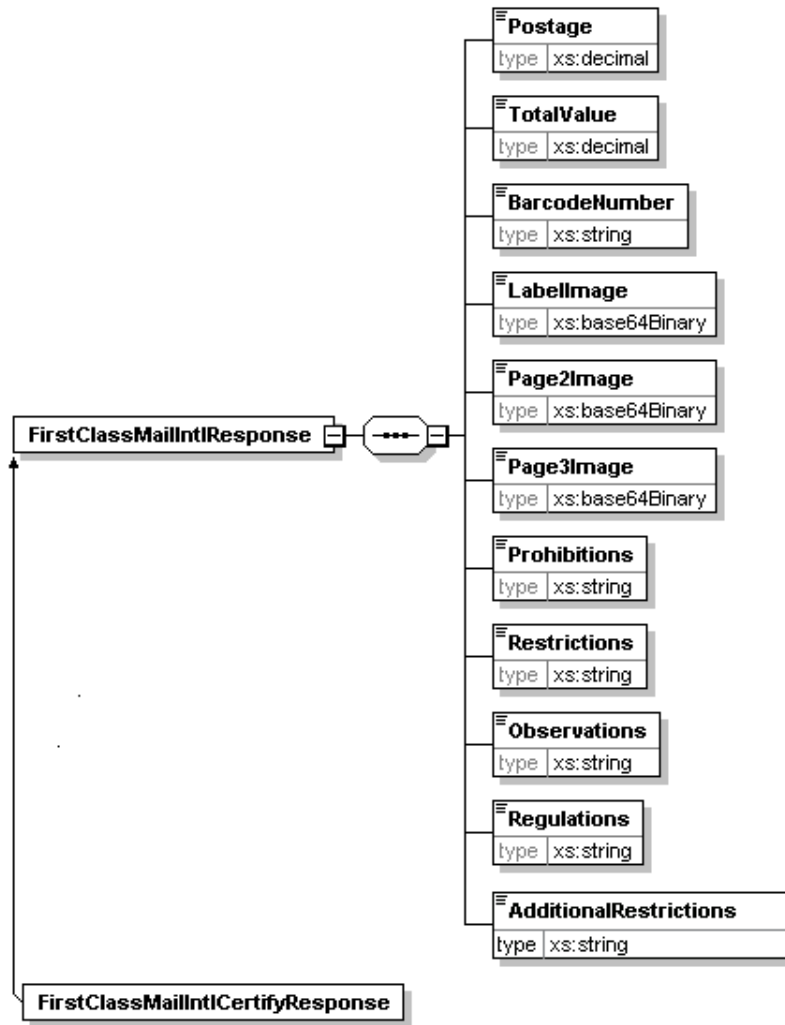 Postage
type xs:decimal
TotalValue
type xs:decimal
BarcodeNumber
type xs:string
LabelImage
type xs:base64Binary
Page2Image
type xs:base64Binary
FirstClassMailIntlResponse
Page3Image
type xs:base64Binary
Prohibitions
type xs:string
Restrictions
type xs:string
Observations
type xs:string
Regulations
type xs:string
AdditionalRestrictions
type xs:string
FirstClassMailIntlCertifyResponse